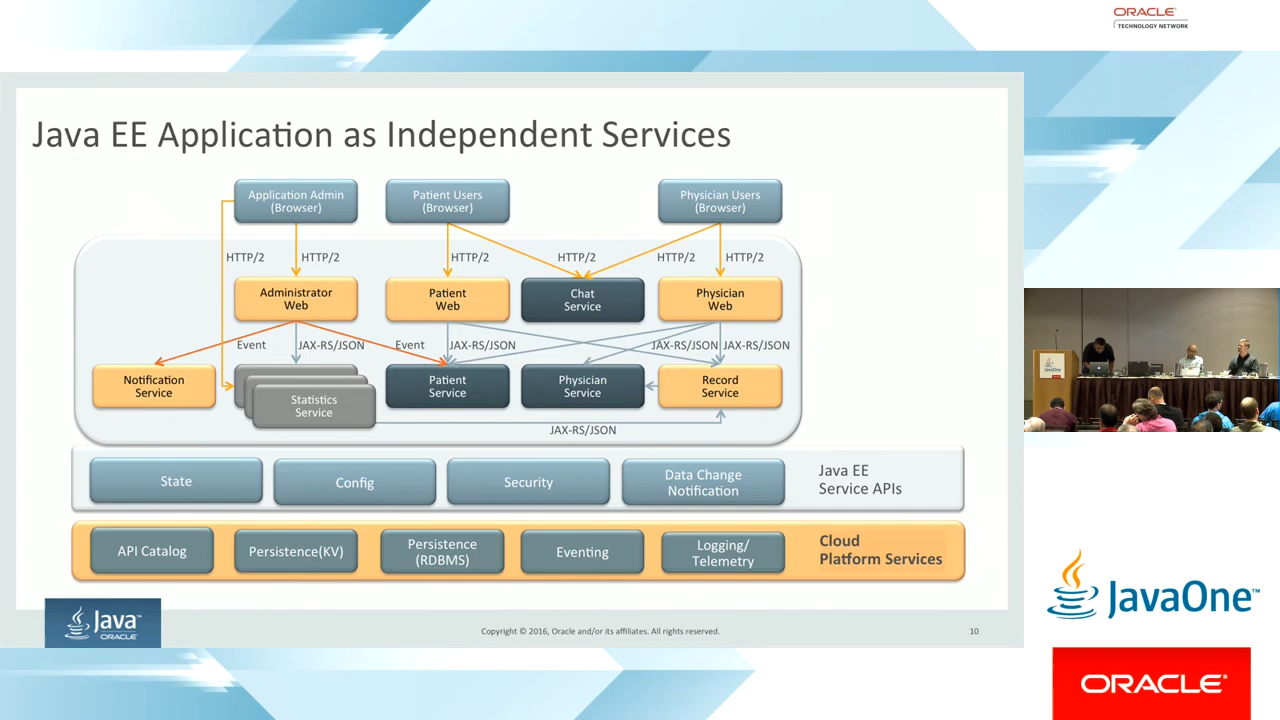 ORACLE
TECHNOLOGY NETWORK
Java EE Application as Independent Services
Application Admin
(Browser)
Patient Users
(Browser)
Physician Users
(Browser)
HTTP/2
HTTP/2
HTTP/2
HTTP/2
HTTP/2
HTTP/2
Administrator
Web
Patient
Web
Chat
Service
Physician
Web
Event
JAX-RS/JSON
Event
JAX-RS/JSON
JAX-RS/JSON
JAX-RS/JSON
Notification
Service
Statistics
Service
Patient
Service
Physician
Service
Record
Service
JAX-RS/JSON
State
Config
Security
Data Change
Notification
Java EE
Service APIs
API Catalog
Persistence(KV)
Persistence
(RDBMS)
Eventing
Logging/
Telemetry
Cloud
Platform Services
Java™
ORACLE
Copyright © 2016, Oracle and/or its affiliates. All rights reserved.
10
JavaOne
JavaOne™
ORACLE®